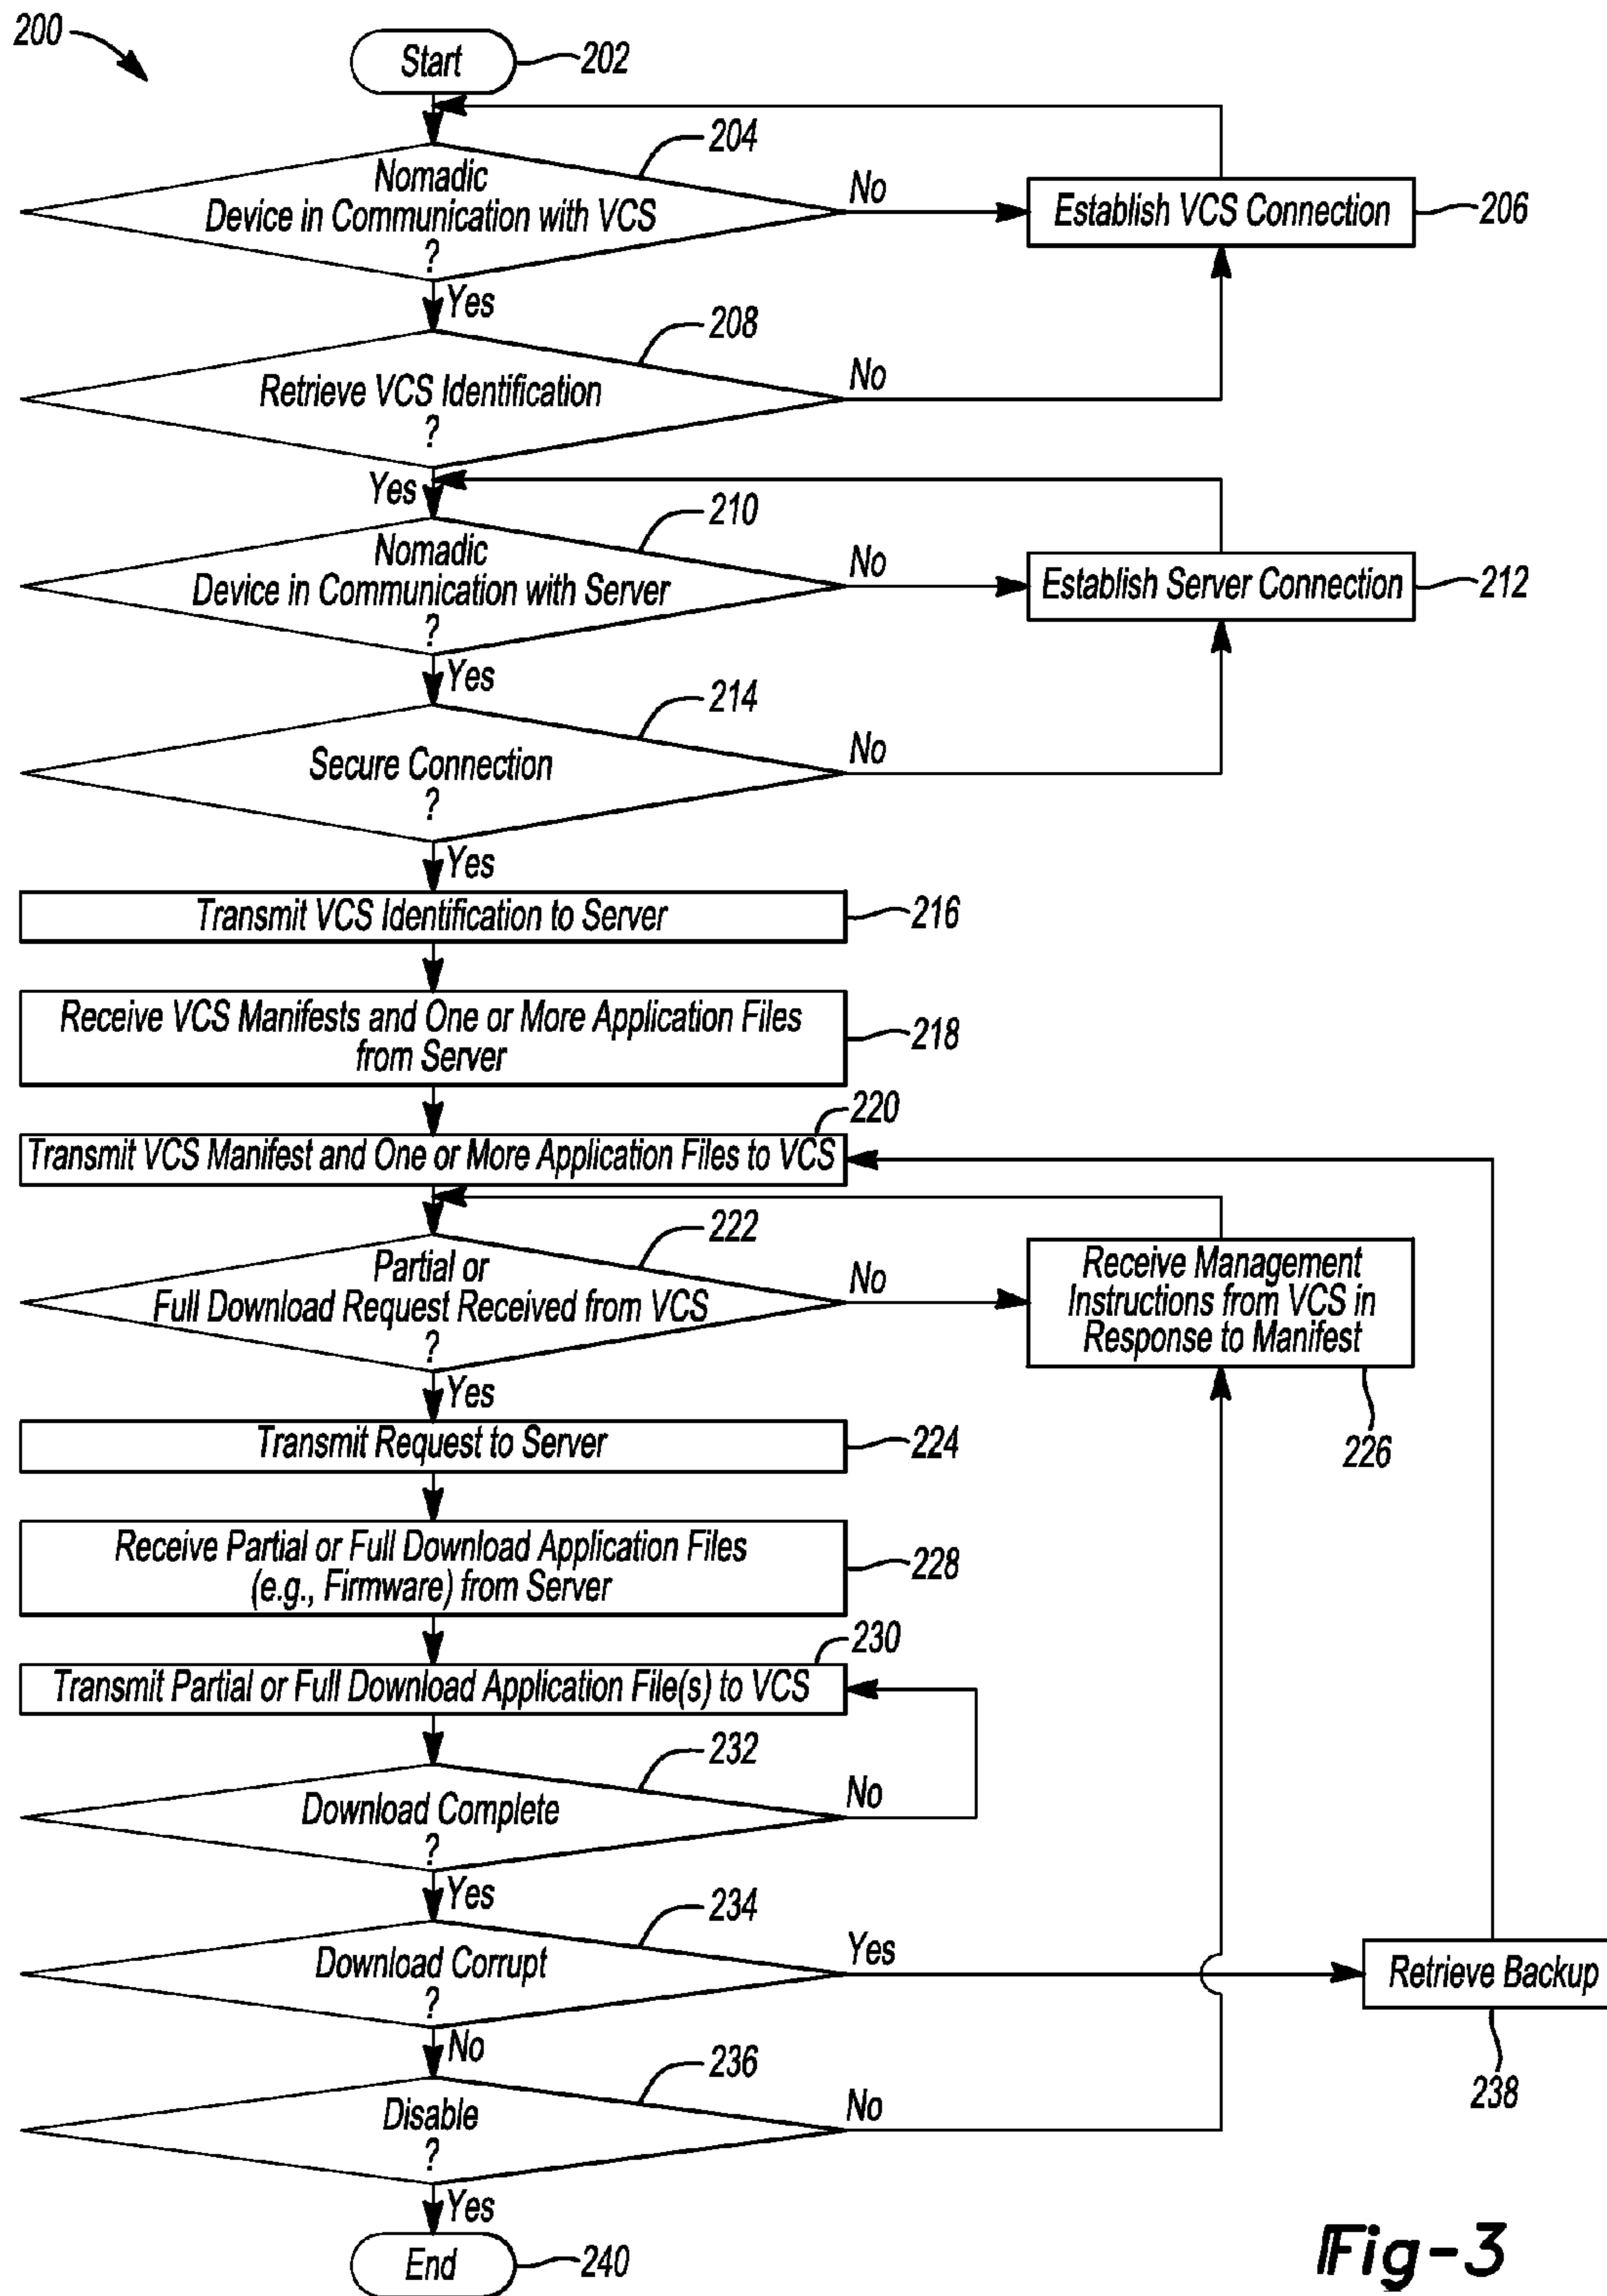 200
Start
202
204
Nomadic
Device in Communication with VCS
?
No
Establish VCS Connection
206
Yes
208
Retrieve VCS Identification
?
No
Yes
210
Nomadic
Device in Communication with Server
?
No
Establish Server Connection
212
Yes
214
Secure Connection
?
No
Yes
Transmit VCS Identification to Server
216
Receive VCS Manifests and One or More Application Files
from Server
218
220
Transmit VCS Manifest and One or More Application Files to VCS
222
Partial or
Full Download Request Received from VCS
?
No
Receive Management
Instructions from VCS in
Response to Manifest
226
Yes
Transmit Request to Server
224
Receive Partial or Full Download Application Files
(e.g., Firmware) from Server
228
230
Transmit Partial or Full Download Application File(s) to VCS
232
Download Complete
?
No
Yes
234
Download Corrupt
?
Yes
Retrieve Backup
238
No
236
Disable
?
No
Yes
End
240
Fig-3